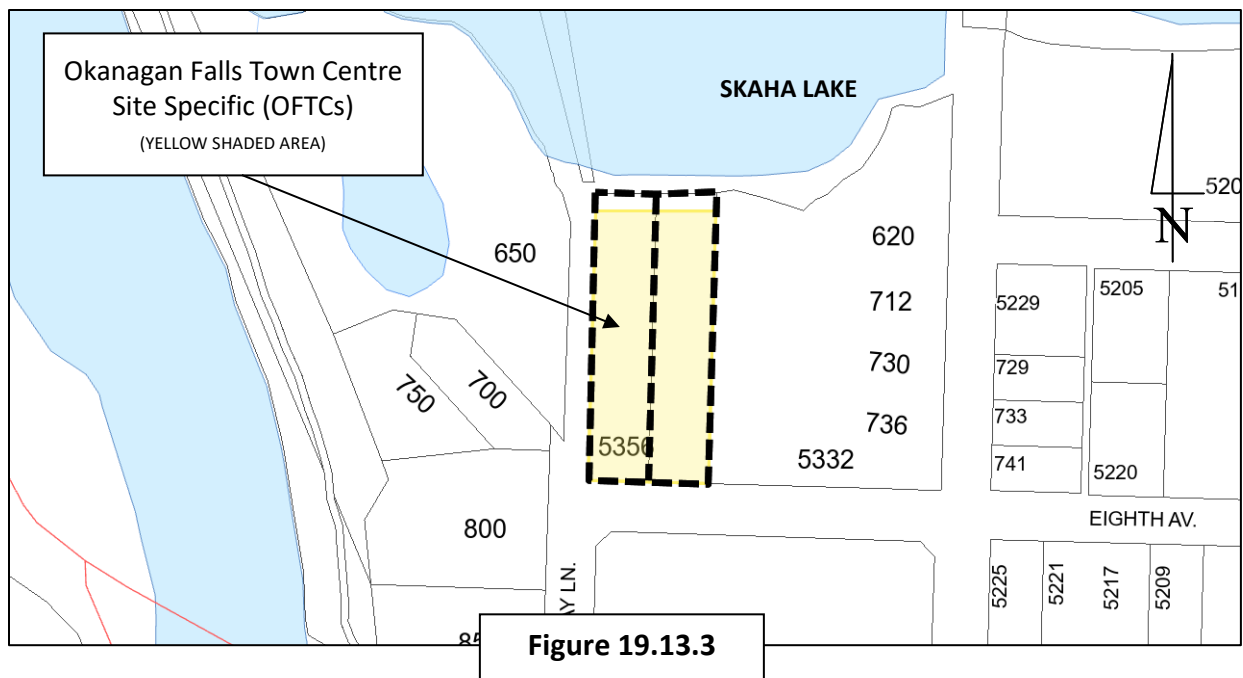 Okanagan Falls Town Centre
Site Specific (OFTCs)
(YELLOW SHADED AREA)
SKAHA LAKE
N
520
650
620
712
730
736
5332
5356
700
750
800
5229
729
733
741
5205
51
5220
EIGHTH AV.
5225
5221
5217
5209
AY LN.
Figure 19.13.3